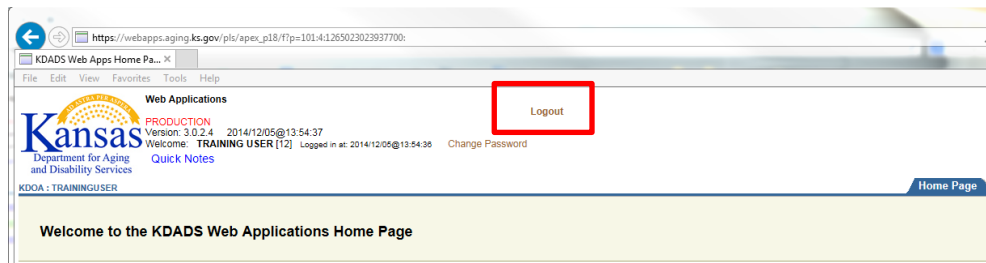 https://webapps.aging.ks.gov/pls/apex_p18/f?p=101:4:1265023023937700:
KDADS Web Apps Home Pa... ×
File Edit View Favorites Tools Help
Web Applications
Logout
PRODUCTION
Version: 3.0.2.4 2014/12/05@13:54:37
Welcome: TRAINING USER [12] Logged in at: 2014/12/05@13:54:36 Change Password
Quick Notes
Kansas
Department for Aging
and Disability Services
KDOA : TRAININGUSER
Home Page
Welcome to the KDADS Web Applications Home Page